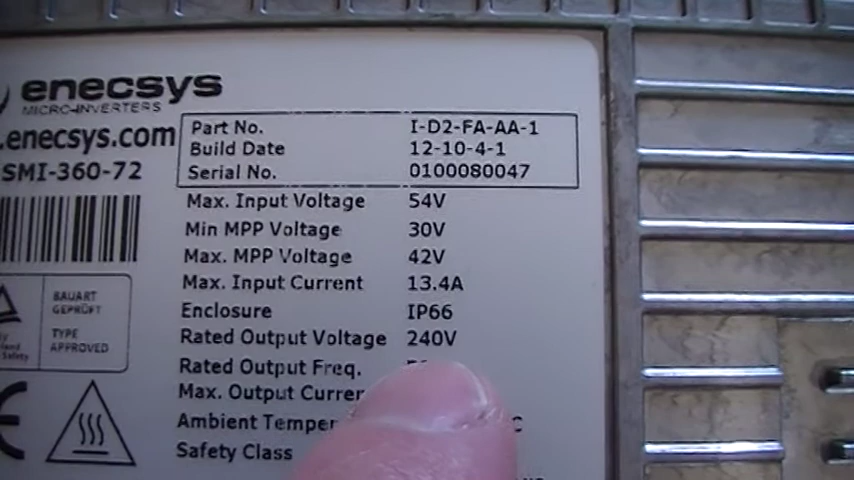 enecsys
MICRO-INVERTERS
.enecsys.com
SMI-360-72
Part No. I-D2-FA-AA-1
Build Date 12-10-4-1
Serial No. 0100080047
Max. Input Voltage 54V
Min MPP Voltage 30V
Max. MPP Voltage 42V
Max. Input Current 13.4A
Enclosure IP66
Rated Output Voltage 240V
Rated Output Freq.
Max. Output
Ambient
Safety Class
BAUART
GEPRÜFT
TYPE
APPROVED
Safety
CE